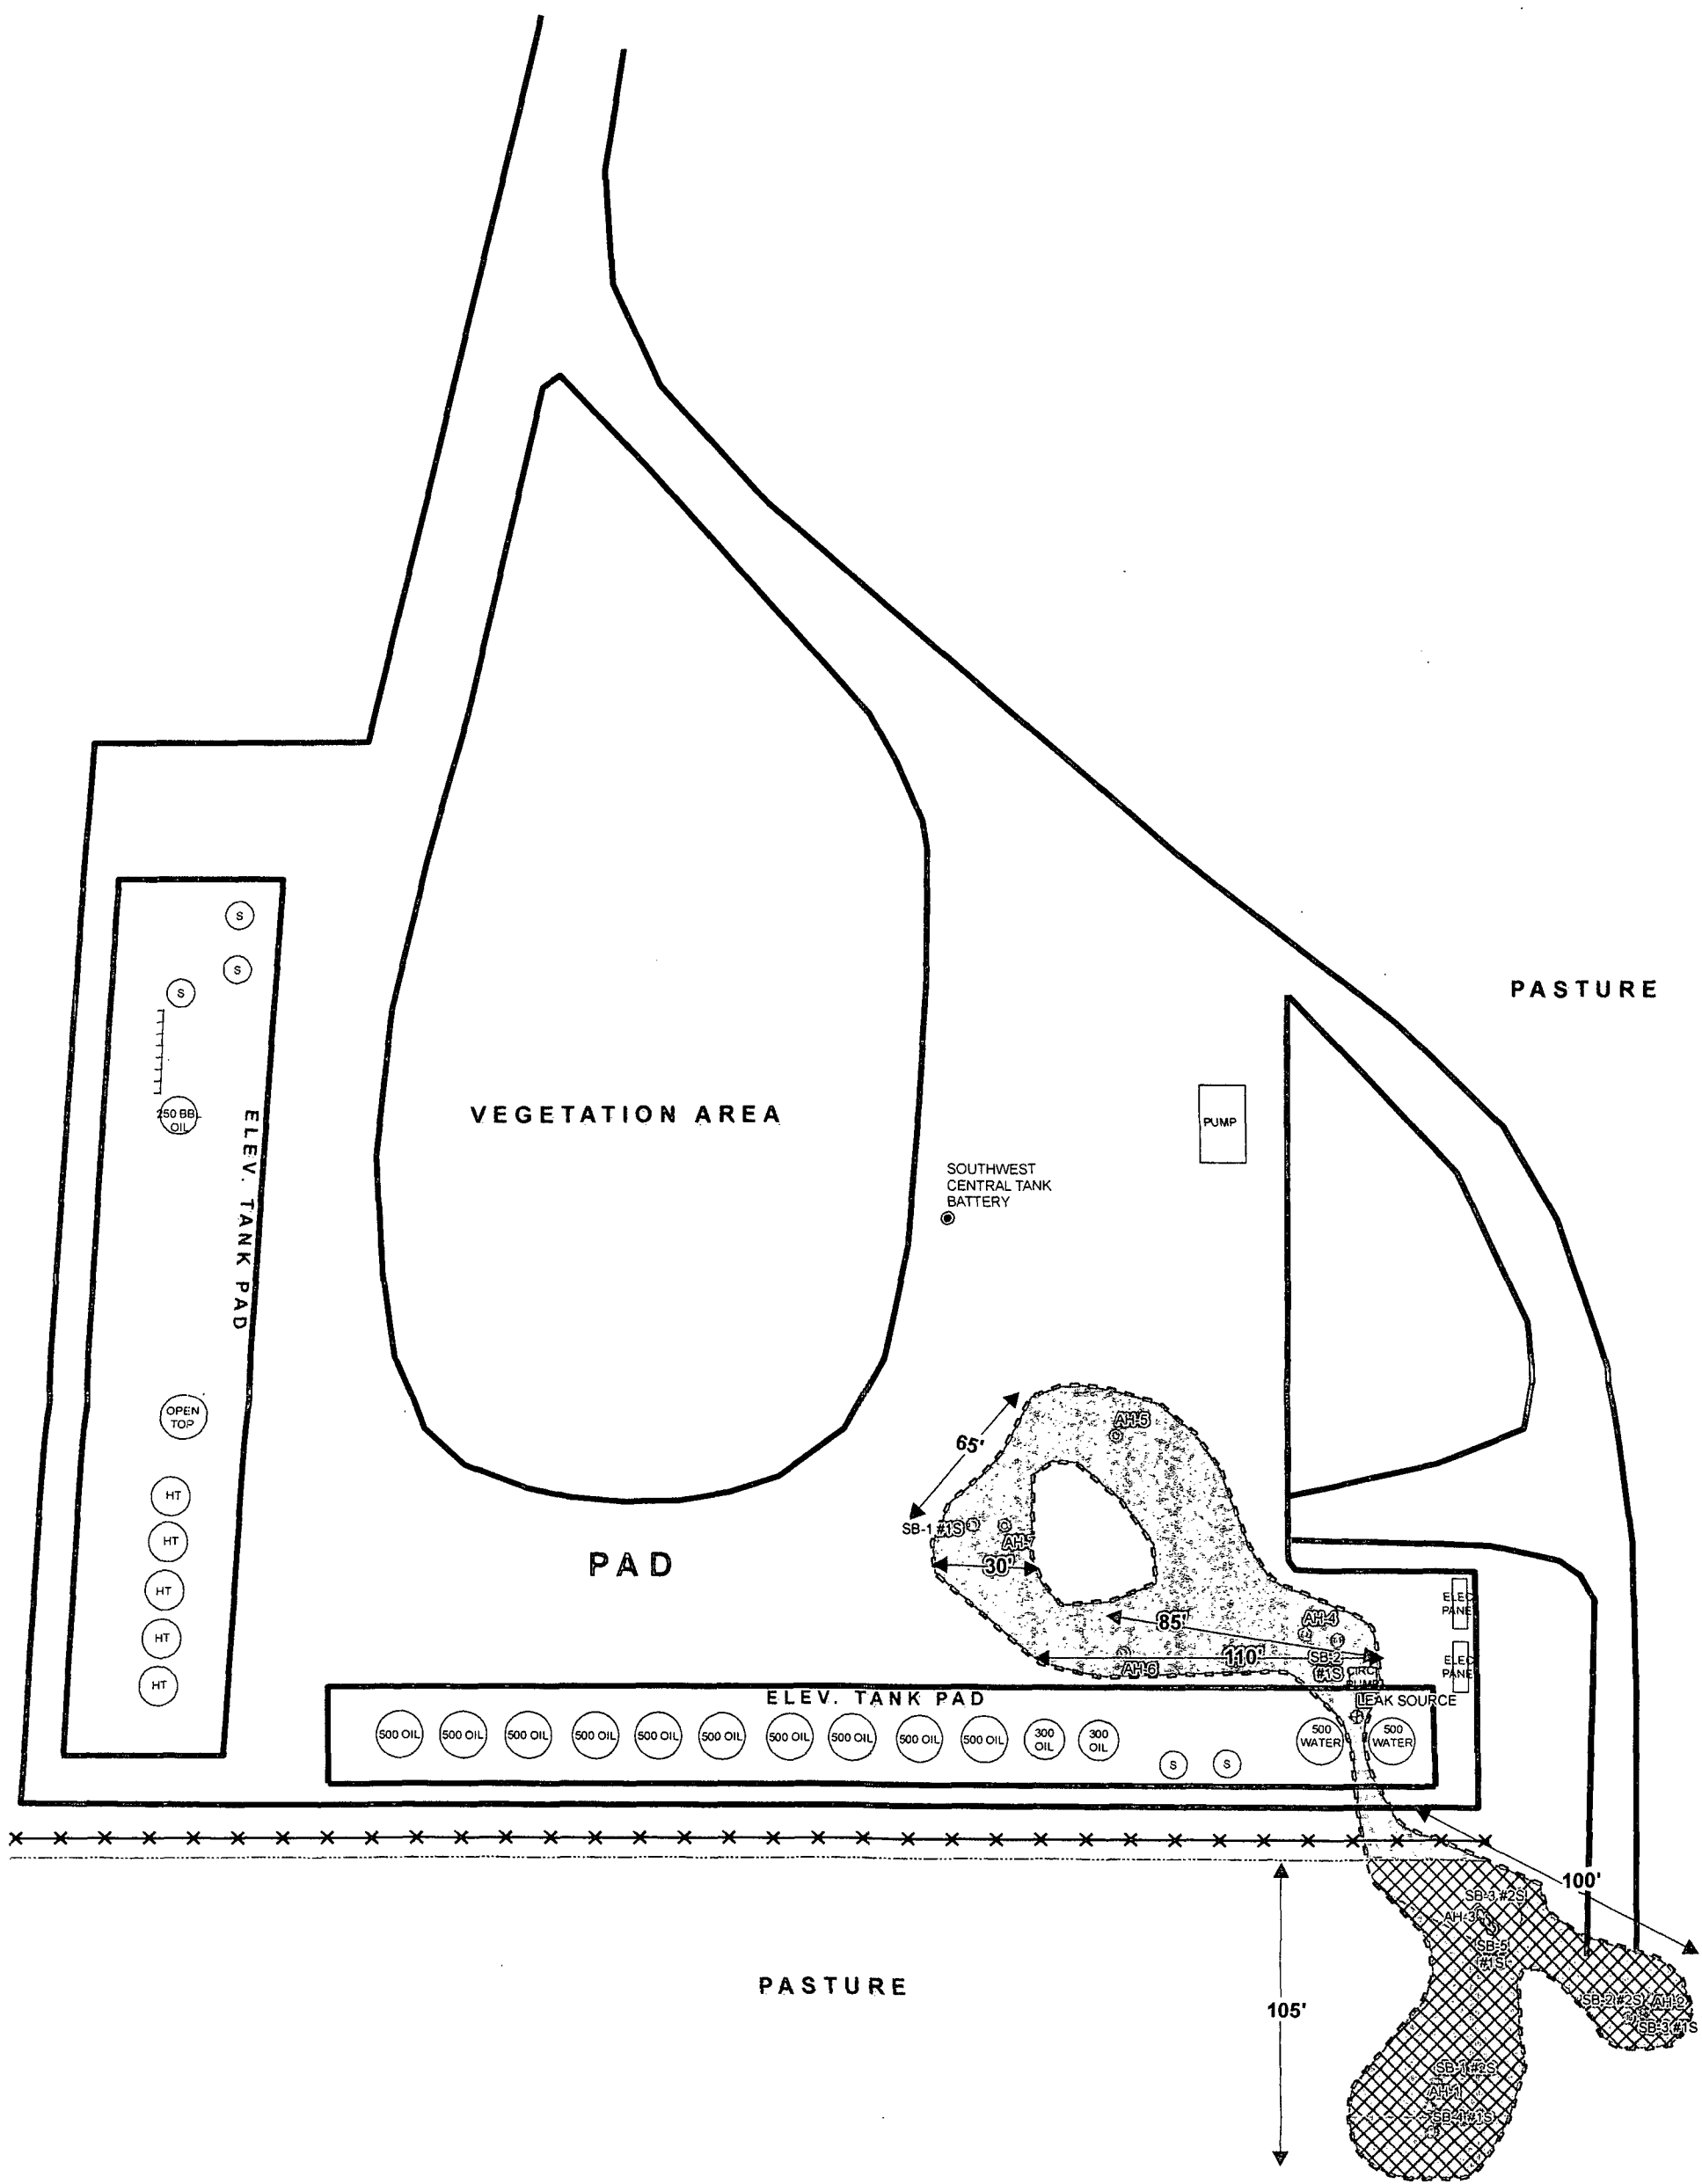 S
S
S
PASTURE
250 BBL
OIL
ELEV. TANK PAD
VEGETATION AREA
PUMP
SOUTHWEST
CENTRAL TANK
BATTERY
OPEN
TOP
AH-5
65'
HT
SB-1 #1S
AH-7
HT
PAD
30'
HT
ELEC
PANE
85'
AH-4
HT
110'
SB-2
#1S
AH-6
ELEC
PANE
HT
CIRC
PUMP
ELEV. TANK PAD
LEAK SOURCE
500 OIL
500 OIL
500 OIL
500 OIL
500 OIL
500 OIL
500 OIL
500 OIL
500 OIL
500 OIL
300
OIL
300
OIL
S
S
500
WATER
500
WATER
100'
SB-3 #2S
AH-3
SB-5
#1S
PASTURE
105'
SB-2 #2S
AH-2
SB-3 #1S
SB-1 #2S
AH-1
SB-4 #1S